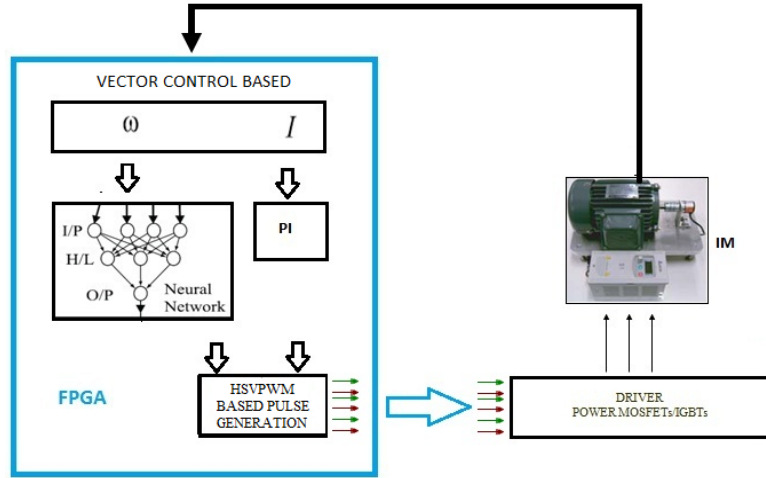 VECTOR CONTROL BASED
ω I
I/P
PI
H/L
IM
O/P
Neural
Network
FPGA
HSVPWM
BASED PULSE
GENERATION
DRIVER
POWER MOSFETs/IGBTs